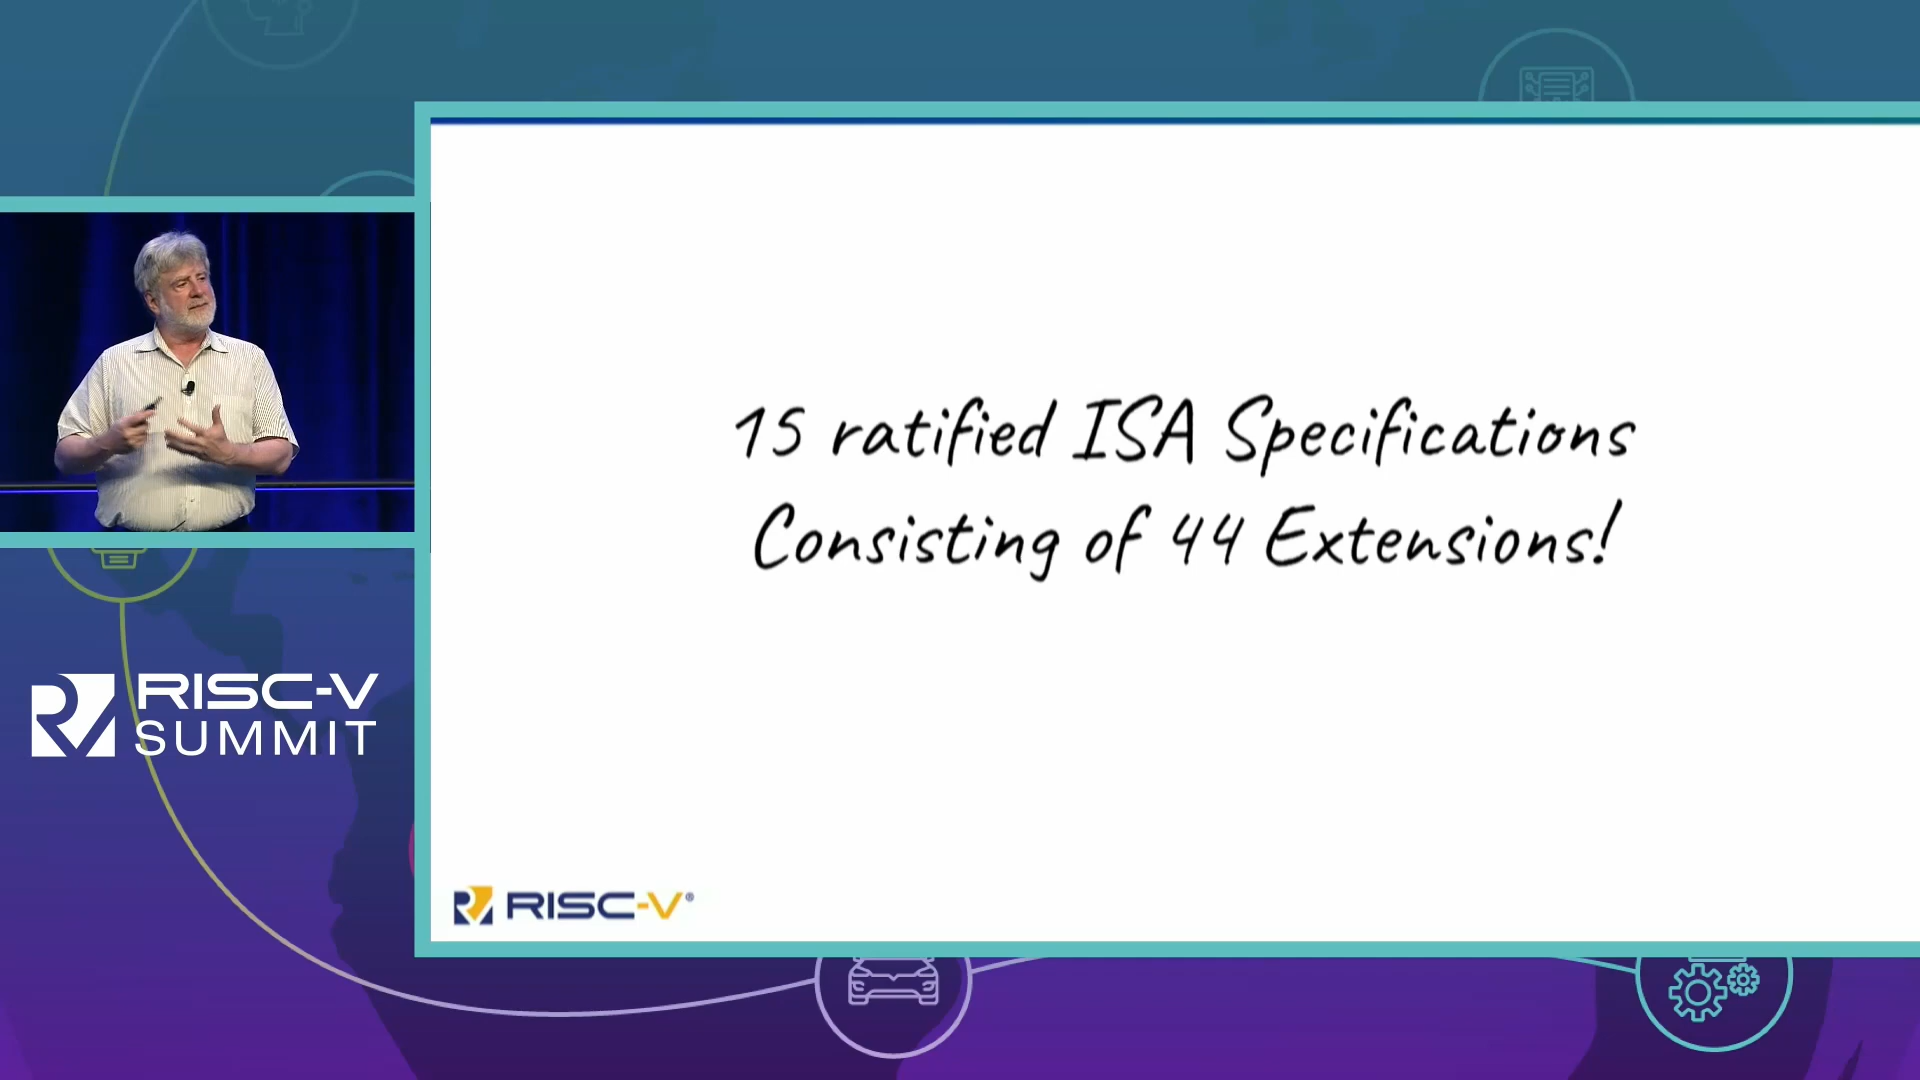 15 ratified ISA Specifications
Consisting of 44 Extensions!
RISC-V
SUMMIT
RISC-V®